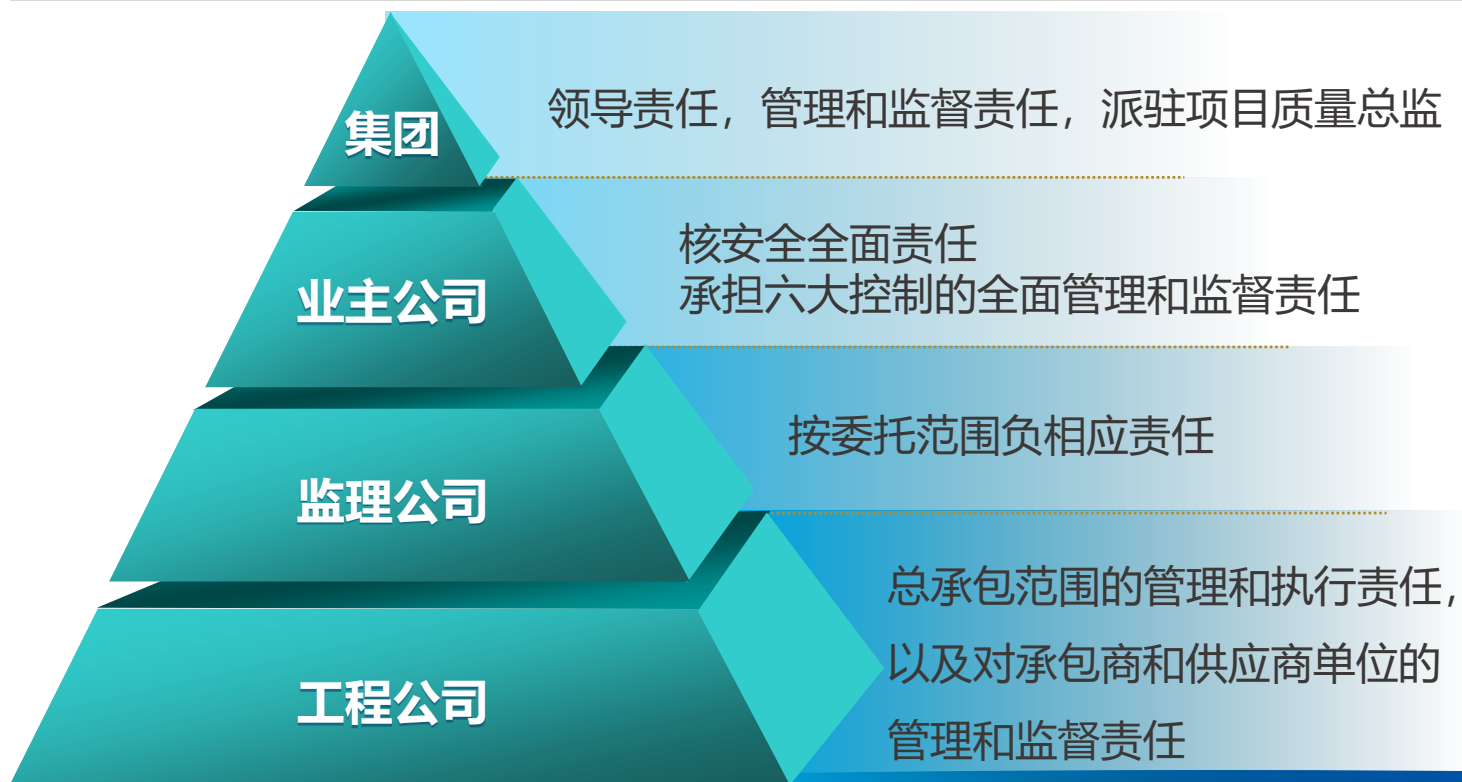 集团
领导责任，管理和监督责任，派驻项目质量总监
业主公司
核安全全面责任
承担六大控制的全面管理和监督责任
监理公司
按委托范围负相应责任
工程公司
总承包范围的管理和执行责任，
以及对承包商和供应商单位的
管理和监督责任